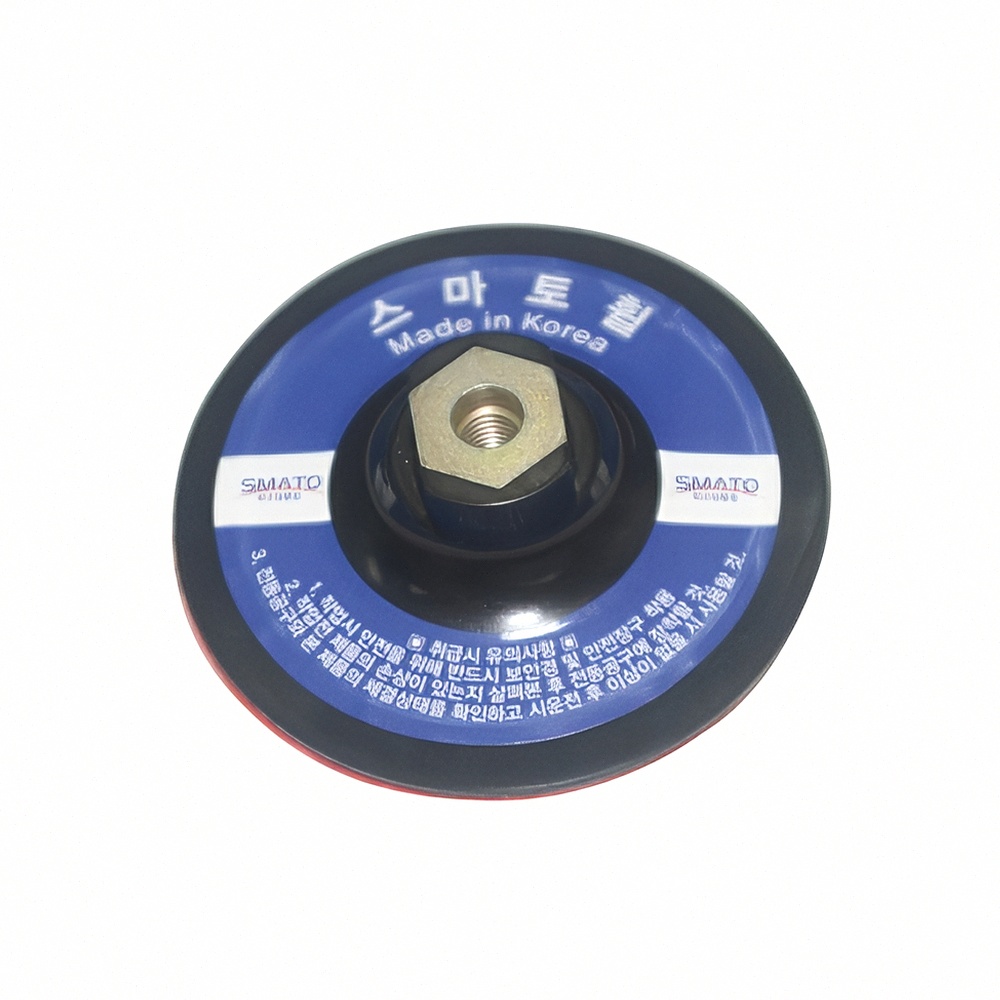 스마토휠
Made in Korea
SMATO
SMATO
취급시 유의사항
1. 작업시 안전을 위해 반드시 보안경 및 안전장구 착용
2. 작업전 제품의 손상이 있는지 살펴본 후 전동공구에 장착할 것.
3. 전동공구와 본 제품의 체결상태를 확인하고 시운전 후 이상이 없을 시 사용할 것.